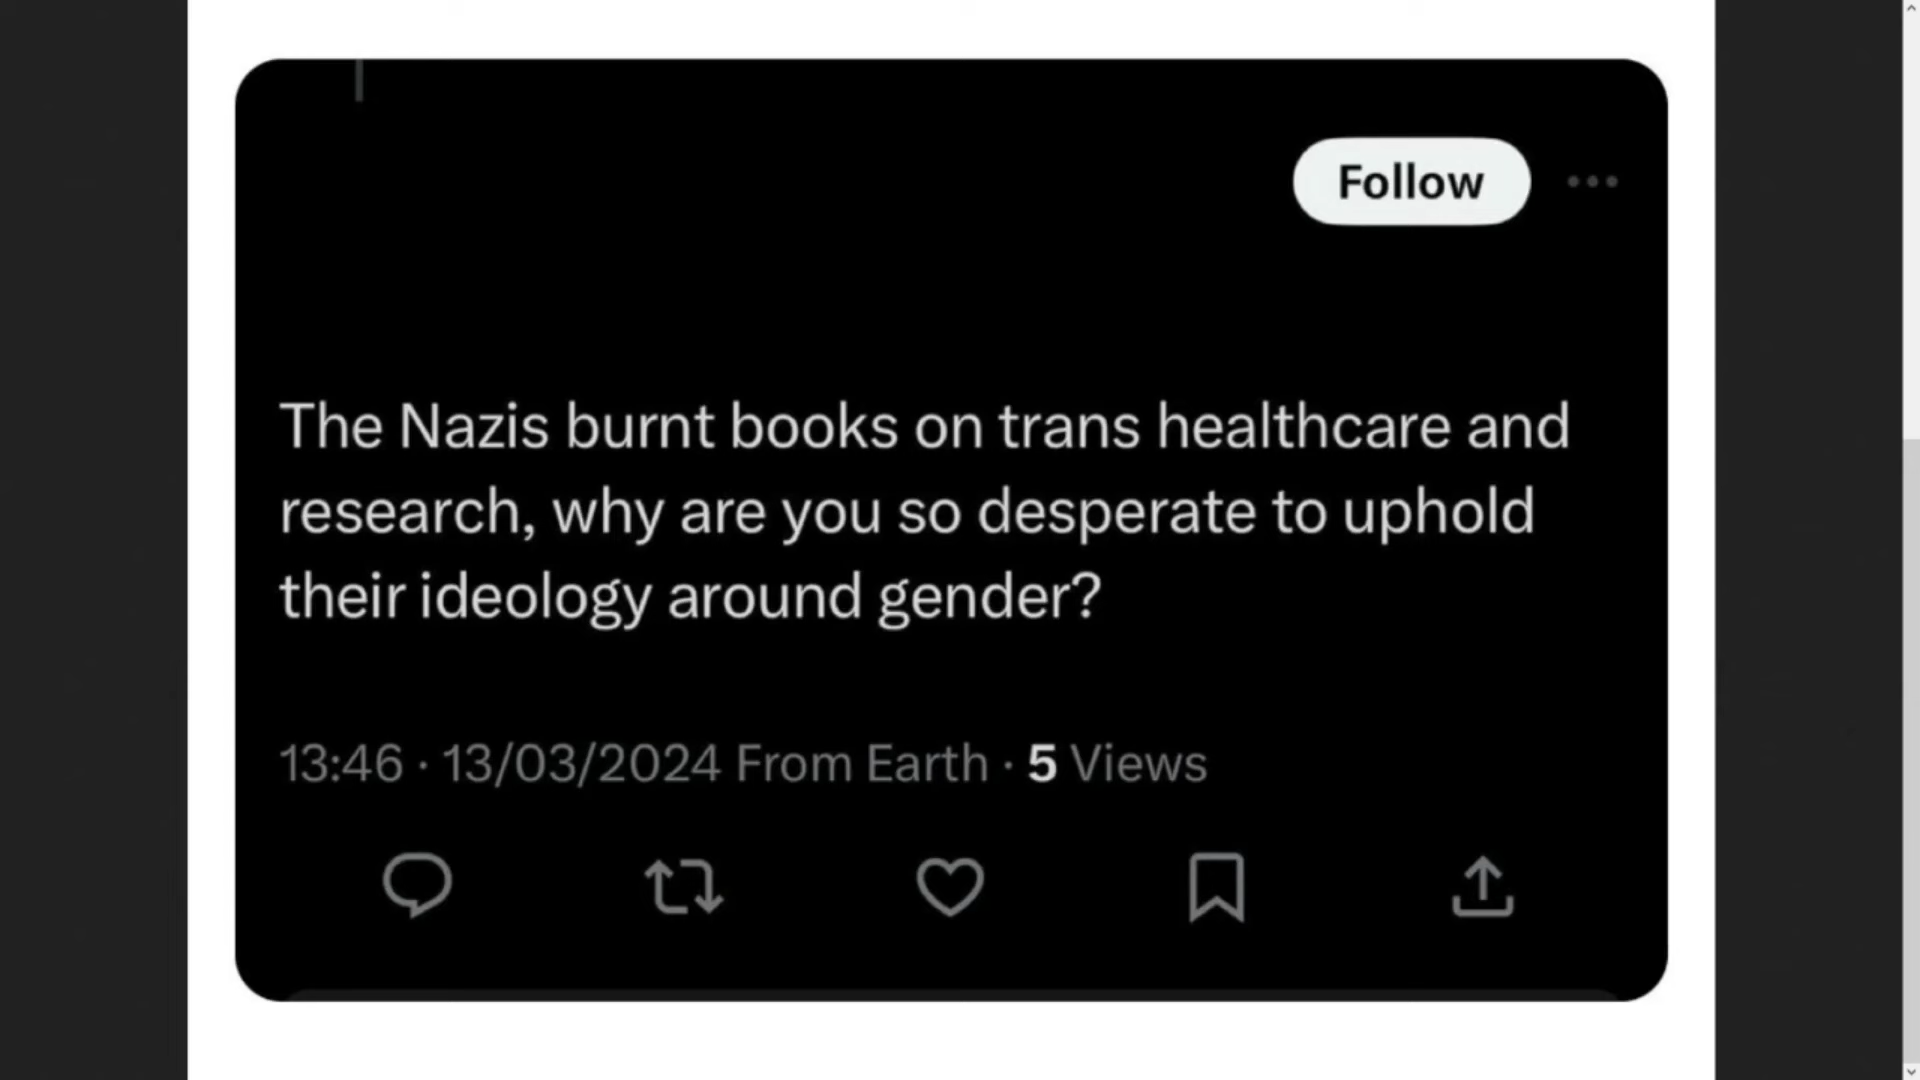 Follow
The Nazis burnt books on trans healthcare and
research, why are you so desperate to uphold
their ideology around gender?
13:46 · 13/03/2024 From Earth · 5 Views